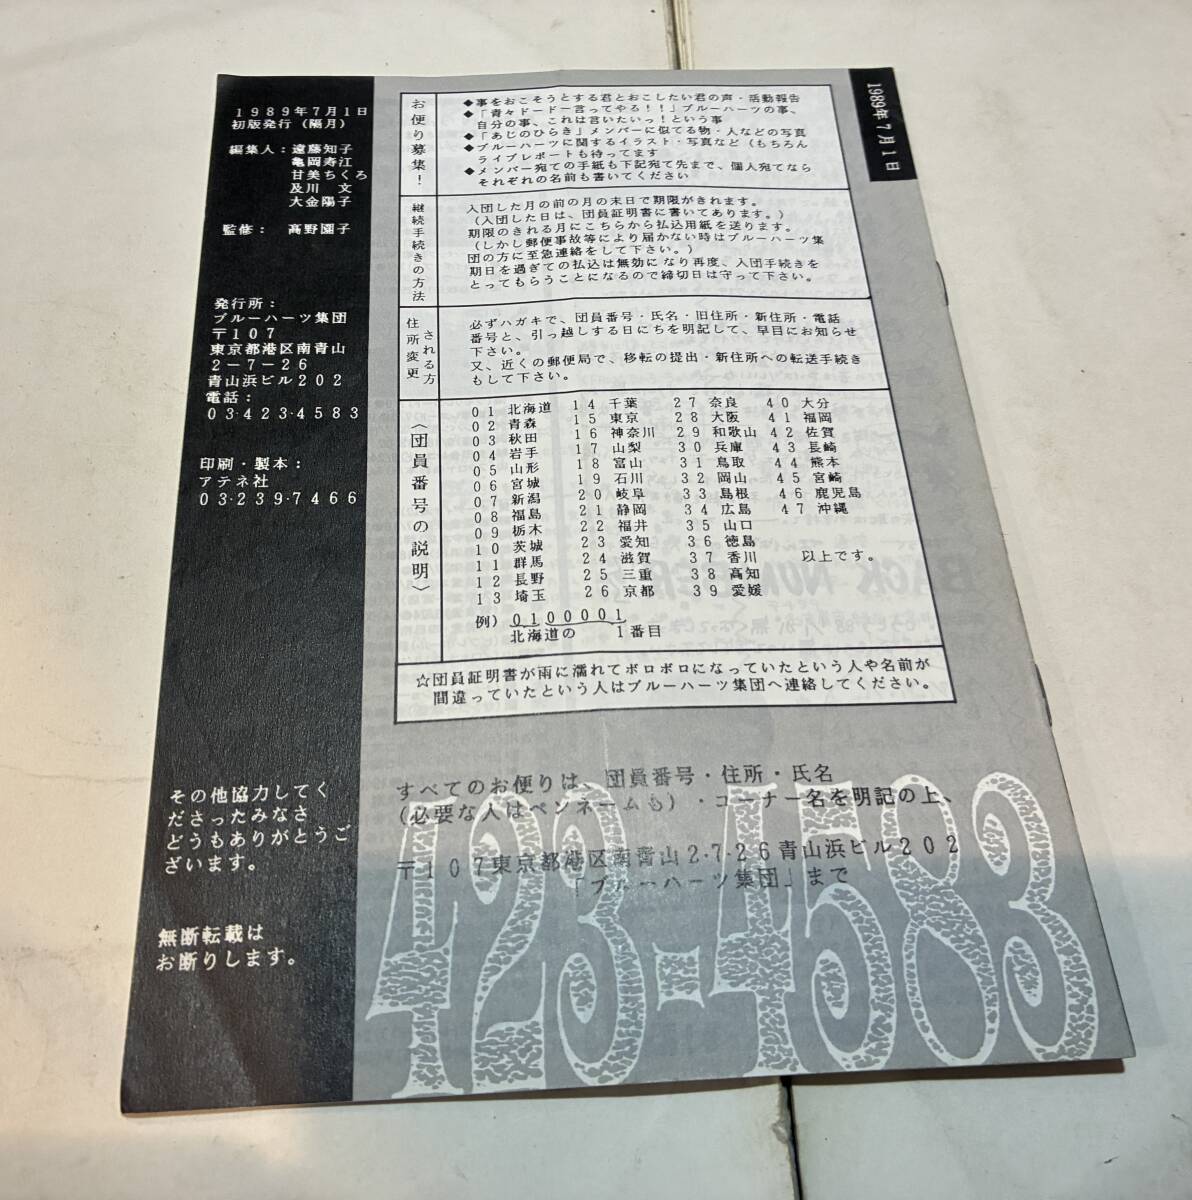 1989年7月1日
初版発行(隔月)
編集人：遠藤知子
亀岡寿江
甘美ちくろ
及川　文
大金陽子
監修：　高野園子
発行所：
ブルーハーツ集団
〒107
東京都港区南青山
2-7-26
青山浜ビル202
電話：
03・423・4583
印刷・製本：
アテネ社
03・239・7466
その他協力してく
ださったみなさ
どうもありがとうご
ざいます。
無断転載は
お断りします。
1989年7月1日
お便り募集！
◆事をおこそうとする君とおこしたい君の声・活動報告
◆「青々ドードー言ってやる！！」ブルーハーツの事、
自分の事、これは言いたいっ！という事
◆「あじのひらき」メンバーに似てる物・人などの写真
◆ブルーハーツに関するイラスト・写真など（もちろん
ライブレポートも待ってます
◆メンバー宛ての手紙も下記宛て先まで、個人宛てなら
それぞれの名前も書いてください
継続手続きの方法
入団した月の前の月の末日で期限がきれます。
（入団した日は、団員証明書に書いてあります。）
期限のきれる月にこちらから払込用紙を送ります。
（しかし郵便事故等により届かない時はブルーハーツ集
団の方に至急連絡をして下さい。）
期日を過ぎての払込は無効になり再度、入団手続きを
とってもらうことになるので締切日は守って下さい。
住所変更
される方
必ずハガキで、団員番号・氏名・旧住所・新住所・電話
番号と、引っ越しする日にちを明記して、早目にお知らせ
下さい。
又、近くの郵便局で、移転の提出・新住所への転送手続き
もして下さい。
〈団員番号の説明〉
01 北海道
02 青森
03 秋田
04 岩手
05 山形
06 宮城
07 新潟
08 福島
09 栃木
10 茨城
11 群馬
12 長野
13 埼玉
14 千葉
15 東京
16 神奈川
17 山梨
18 富山
19 石川
20 岐阜
21 静岡
22 福井
23 愛知
24 滋賀
25 三重
26 京都
27 奈良
28 大阪
29 和歌山
30 兵庫
31 鳥取
32 岡山
33 島根
34 広島
35 山口
36 徳島
37 香川
38 高知
39 愛媛
40 大分
41 福岡
42 佐賀
43 長崎
44 熊本
45 宮崎
46 鹿児島
47 沖縄
以上です。
例）0100001
北海道の　1番目
☆団員証明書が雨に濡れてボロボロになっていたという人や名前が
間違っていたという人はブルーハーツ集団へ連絡してください。
すべてのお便りは、団員番号・住所・氏名
（必要な人はペンネームも）・コーナー名を明記の上、
〒107東京都港区南青山2・7・26青山浜ビル202
「ブルーハーツ集団」まで
423-4583